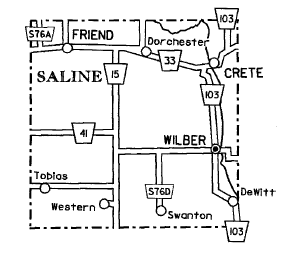 103
S76A
FRIEND
Dorchester
33
CRETE
SALINE
15
103
41
WILBER
Tobias
S76D
DeWitt
Western
Swanton
103